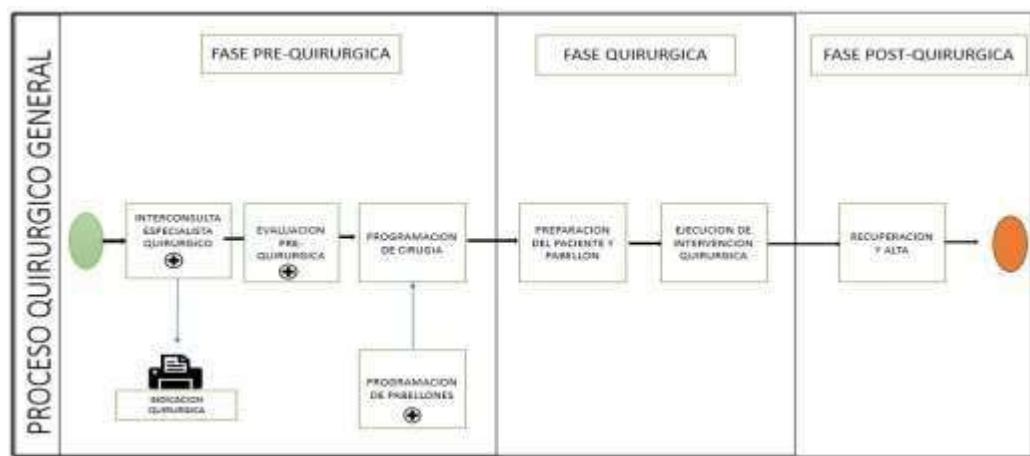 PROCESO QUIRURGICO GENERAL
FASE PRE-QUIRURGICA
FASE QUIRURGICA
FASE POST-QUIRURGICA
INTERCONSULTA
ESPECIALISTA
QUIRURGICO
EVALUACION
PRE-
QUIRURGICA
PROGRAMACION
DE CIRUGIA
PREPARACION
DEL PACIENTE Y
PABELLON
EJECUCION DE
INTERVENCION
QUIRURGICA
RECUPERACION
Y ALTA
INDICACION
QUIRURGICA
PROGRAMACION
DE PABELLONES